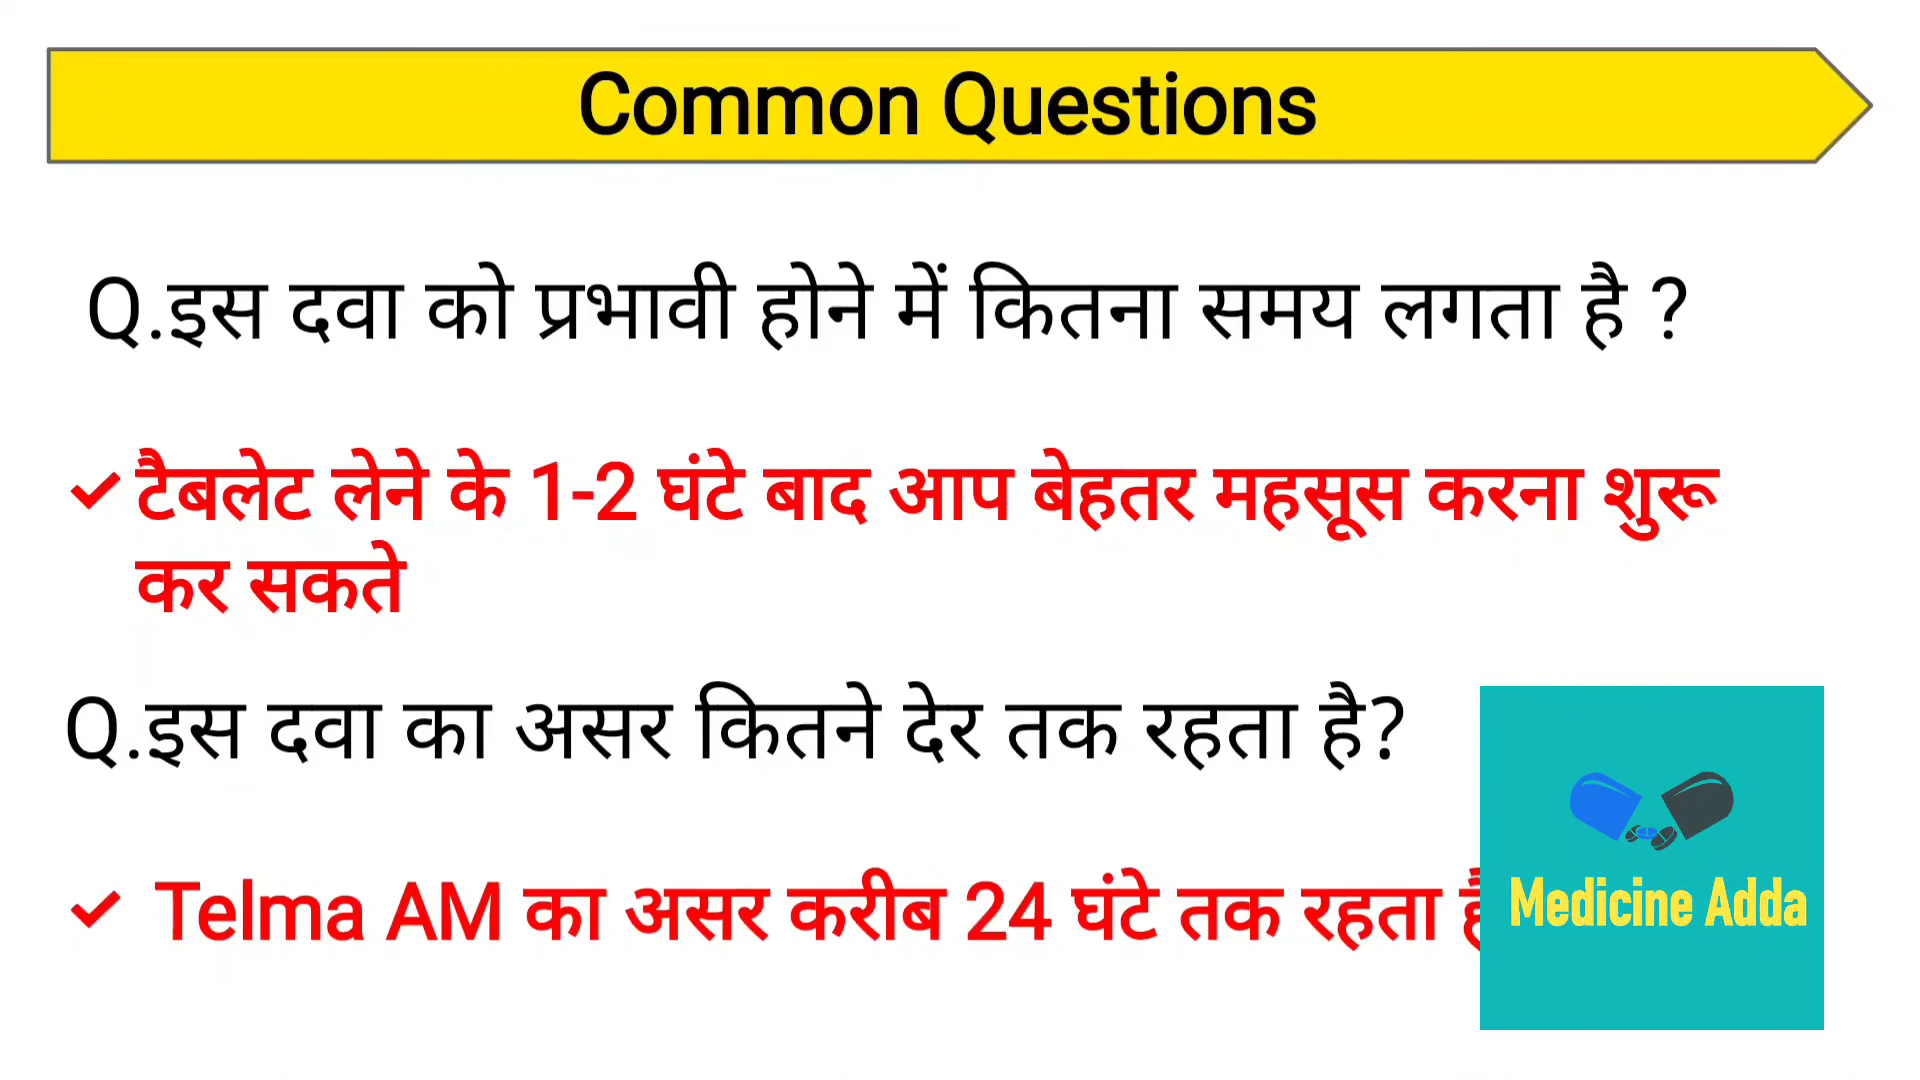 Common Questions
Q.इस दवा को प्रभावी होने में कितना समय लगता है ?
टैबलेट लेने के 1-2 घंटे बाद आप बेहतर महसूस करना शुरू
कर सकते
Q.इस दवा का असर कितने देर तक रहता है?
Telma AM का असर करीब 24 घंटे तक रहता
Medicine Adda